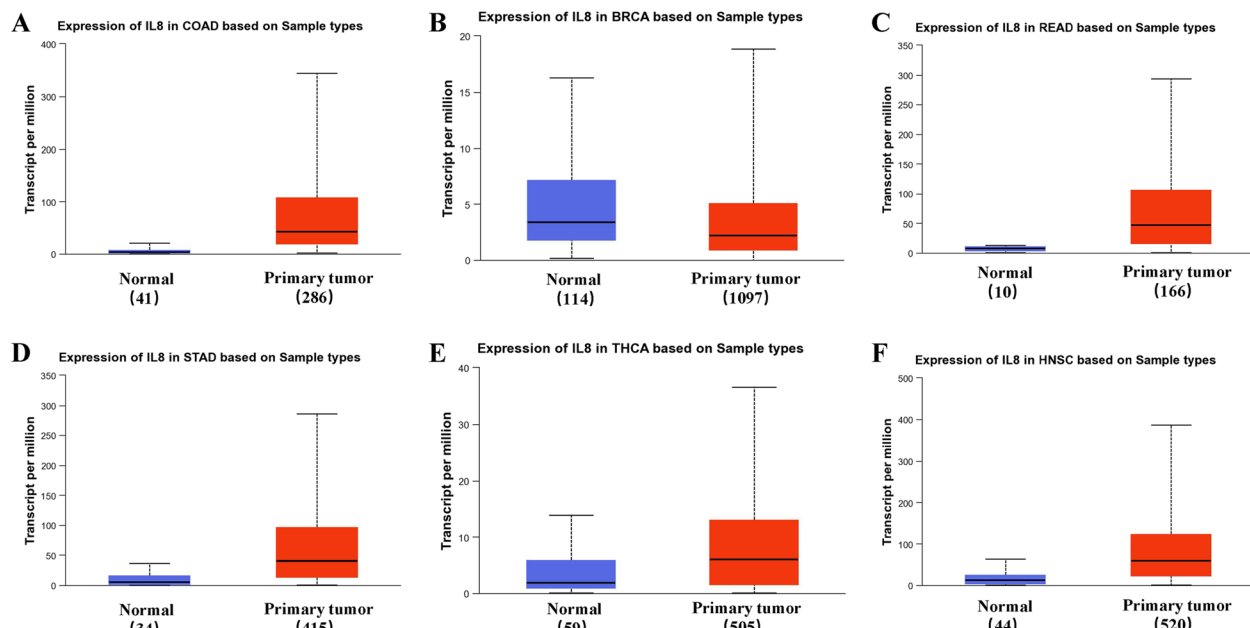 A
Expression of IL8 in COAD based on Sample types
Transcript per million
400
300
200
100
0
Normal
(41)
Primary tumor
(286)
B
Expression of IL8 in BRCA based on Sample types
Transcript per million
20
15
10
5
0
Normal
(114)
Primary tumor
(1097)
C
Expression of IL8 in READ based on Sample types
Transcript per million
350
300
250
200
150
100
50
0
Normal
(10)
Primary tumor
(166)
D
Expression of IL8 in STAD based on Sample types
Transcript per million
350
300
250
200
150
100
50
0
Normal
(34)
Primary tumor
(415)
E
Expression of IL8 in THCA based on Sample types
Transcript per million
40
30
20
10
0
Normal
(59)
Primary tumor
(505)
F
Expression of IL8 in HNSC based on Sample types
Transcript per million
500
400
300
200
100
0
Normal
(44)
Primary tumor
(520)